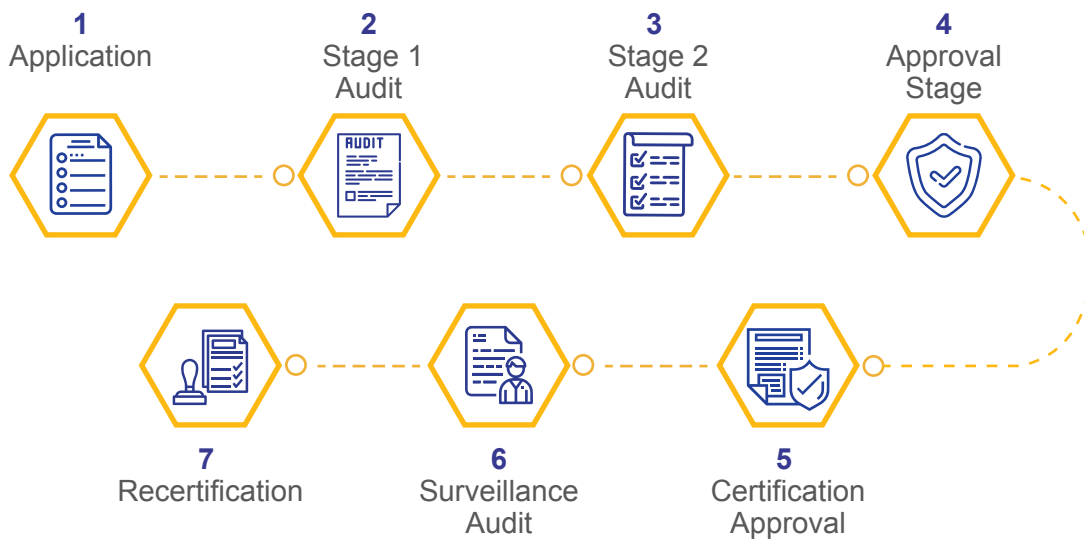 1
Application
2
Stage 1
Audit
3
Stage 2
Audit
4
Approval
Stage
AUDIT
7
Recertification
6
Surveillance
Audit
5
Certification
Approval